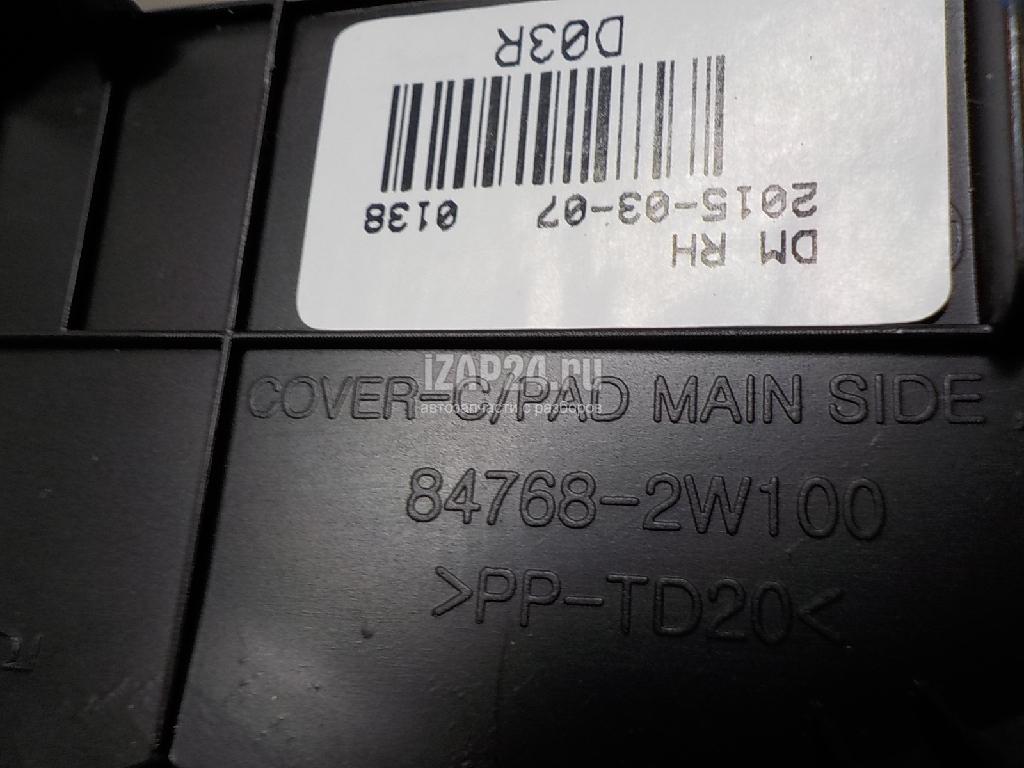 DM RH
2015-03-07 0138
D03R
iZAP24.ru
автозапчасти с разборов
COVER-C/PAD MAIN SIDE
84768-2W100
>PP-TD20<